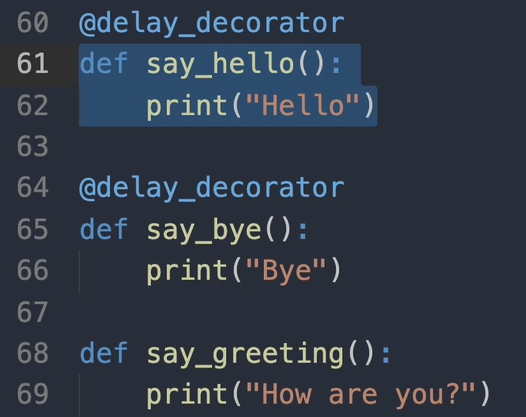 60 @delay_decorator
61 def say_hello():
62     print("Hello")
63
64 @delay_decorator
65 def say_bye():
66     print("Bye")
67
68 def say_greeting():
69     print("How are you?")